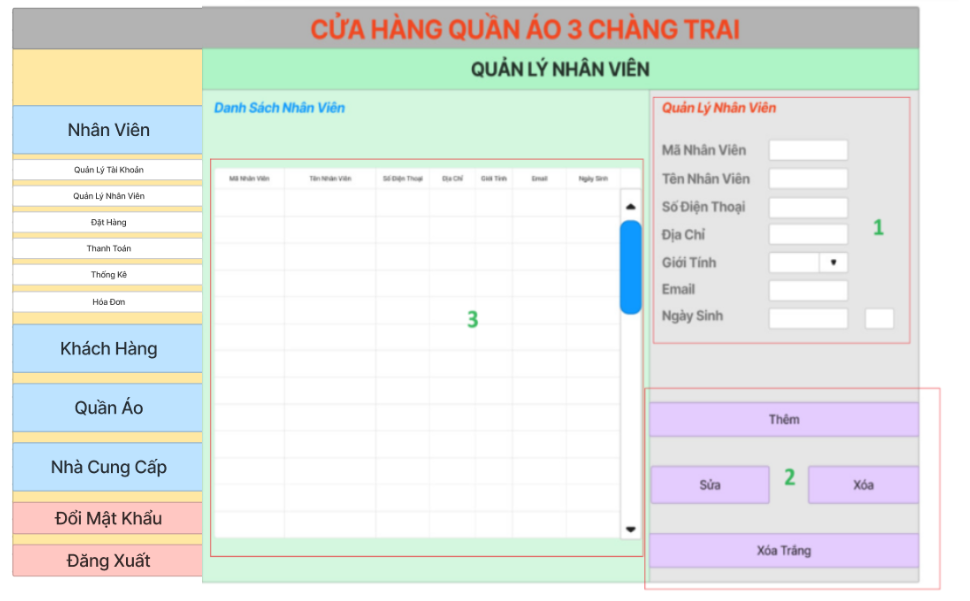 CỬA HÀNG QUẦN ÁO 3 CHÀNG TRAI
QUẢN LÝ NHÂN VIÊN
Nhân Viên
Quản Lý Tài Khoản
Quản Lý Nhân Viên
Đặt Hàng
Thanh Toán
Thống Kê
Hóa Đơn
Khách Hàng
Quần Áo
Nhà Cung Cấp
Đổi Mật Khẩu
Đăng Xuất
Danh Sách Nhân Viên
Mã Nhân Viên Tên Nhân Viên Số Điện Thoại Địa Chỉ Giới Tính Email Ngày Sinh
3
Quản Lý Nhân Viên
Mã Nhân Viên
Tên Nhân Viên
Số Điện Thoại
Địa Chỉ
1
Giới Tính
Email
Ngày Sinh
Thêm
Sửa 2 Xóa
Xóa Trắng